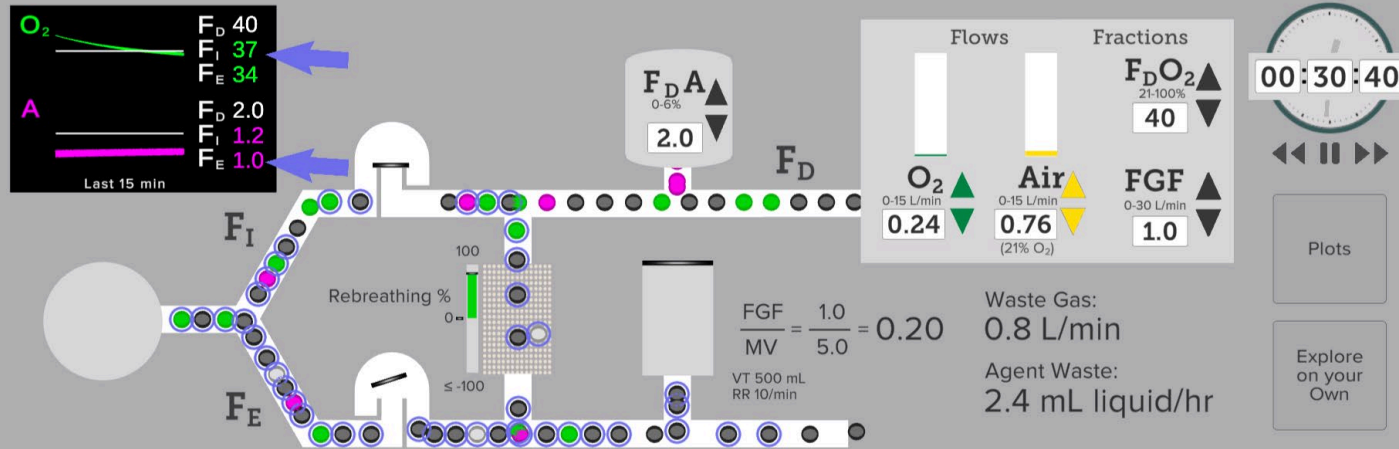 O2
FD 40
FI 37
FE 34
A
FD 2.0
FI 1.2
FE 1.0
Last 15 min
FDA
0-6%
2.0
FD
Flows
Fractions
O2
0-15 L/min
0.24
Air
0-15 L/min
0.76
(21% O2)
FDO2
21-100%
40
FGF
0-30 L/min
1.0
00:30:40
Plots
Explore
on your
Own
FI
FE
Rebreathing %
100
0
≤ -100
FGF
MV
=
1.0
5.0
= 0.20
VT 500 mL
RR 10/min
Waste Gas:
0.8 L/min
Agent Waste:
2.4 mL liquid/hr